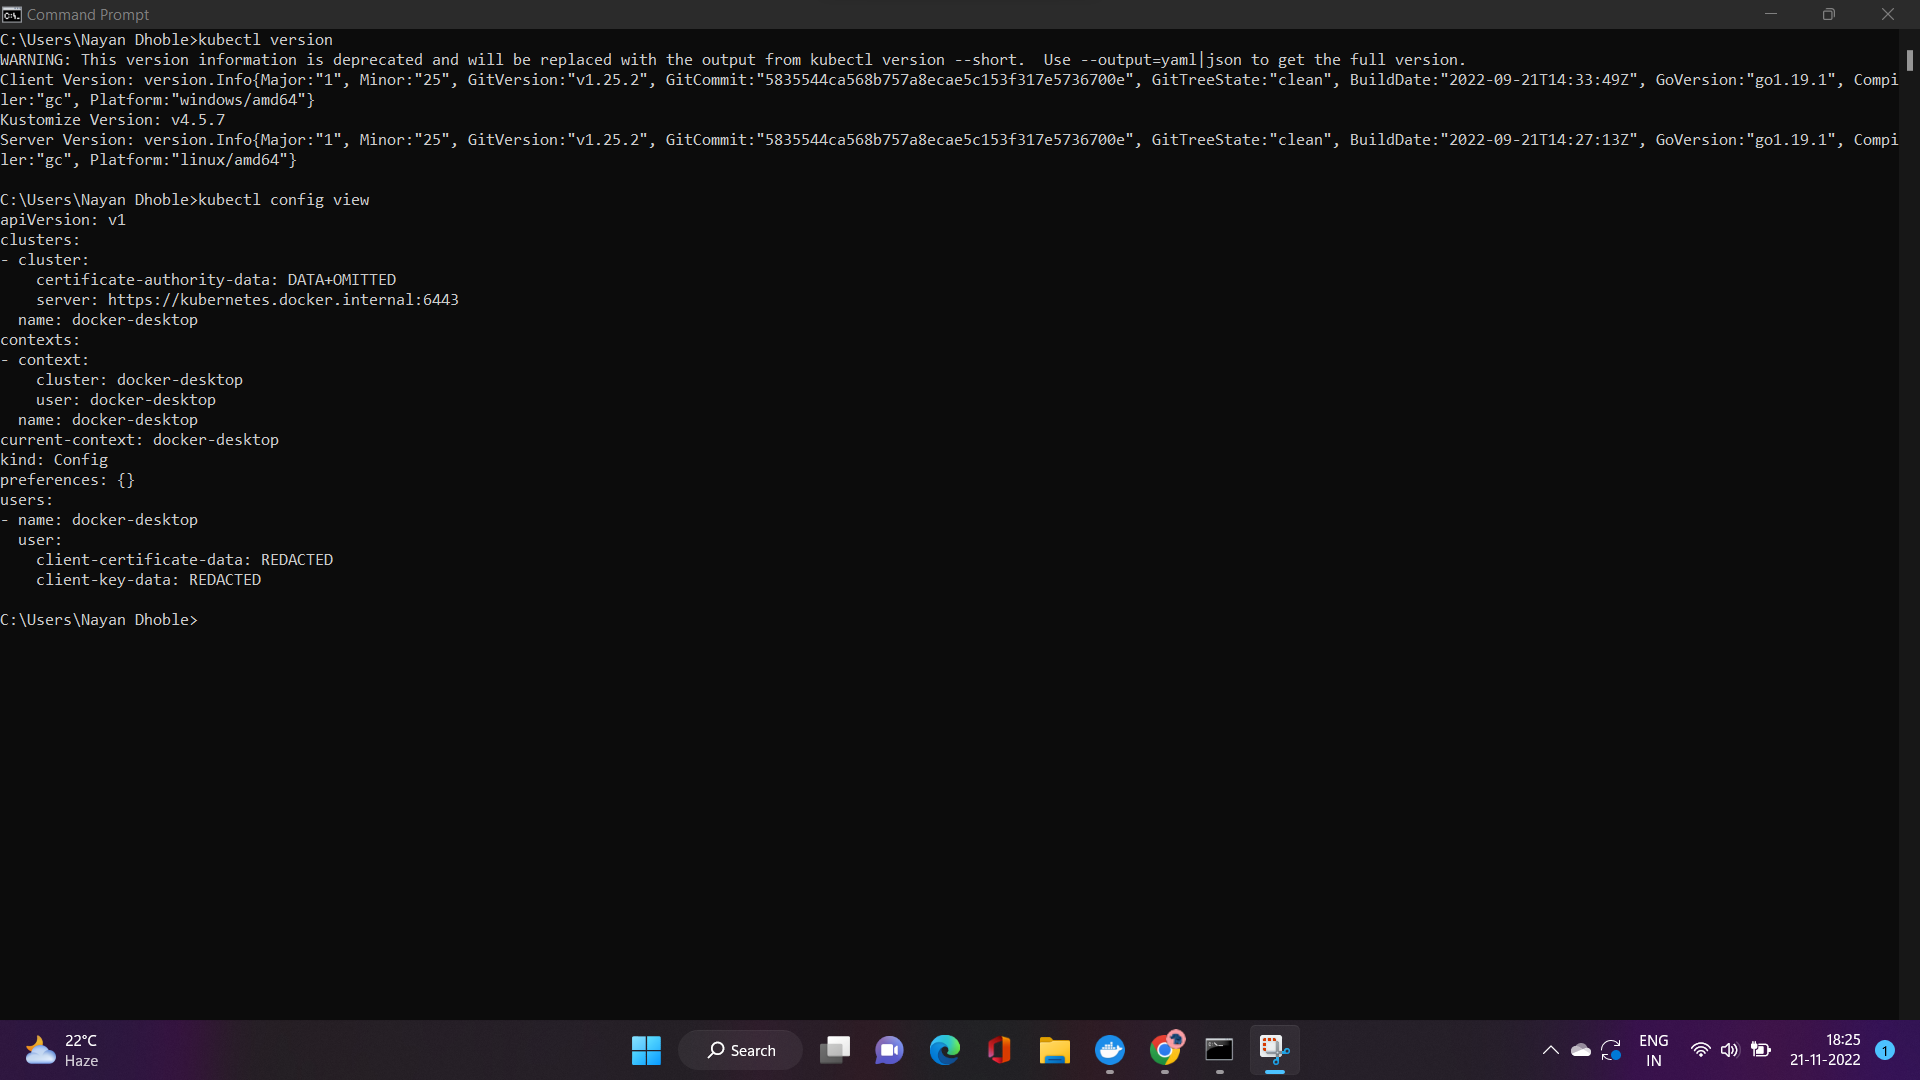 Command Prompt
C:\Users\Nayan Dhoble>kubectl version
WARNING: This version information is deprecated and will be replaced with the output from kubectl version --short.  Use --output=yaml|json to get the full version.
Client Version: version.Info{Major:"1", Minor:"25", GitVersion:"v1.25.2", GitCommit:"5835544ca568b757a8ecae5c153f317e5736700e", GitTreeState:"clean", BuildDate:"2022-09-21T14:33:49Z", GoVersion:"go1.19.1", Compi
ler:"gc", Platform:"windows/amd64"}
Kustomize Version: v4.5.7
Server Version: version.Info{Major:"1", Minor:"25", GitVersion:"v1.25.2", GitCommit:"5835544ca568b757a8ecae5c153f317e5736700e", GitTreeState:"clean", BuildDate:"2022-09-21T14:27:13Z", GoVersion:"go1.19.1", Compi
ler:"gc", Platform:"linux/amd64"}
C:\Users\Nayan Dhoble>kubectl config view
apiVersion: v1
clusters:
- cluster:
    certificate-authority-data: DATA+OMITTED
    server: https://kubernetes.docker.internal:6443
  name: docker-desktop
contexts:
- context:
    cluster: docker-desktop
    user: docker-desktop
  name: docker-desktop
current-context: docker-desktop
kind: Config
preferences: {}
users:
- name: docker-desktop
  user:
    client-certificate-data: REDACTED
    client-key-data: REDACTED
C:\Users\Nayan Dhoble>
22°C
Haze
Search
ENG
IN
18:25
21-11-2022
1